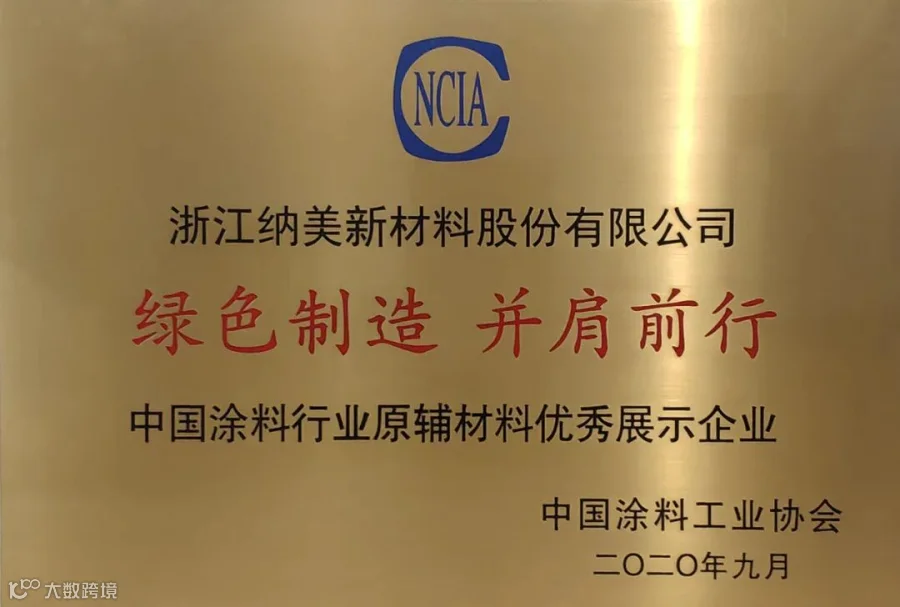 NCIA
浙江纳美新材料股份有限公司
绿色制造 并肩前行
中国涂料行业原辅材料优秀展示企业
中国涂料工业协会
二〇二〇年九月
大数跨境